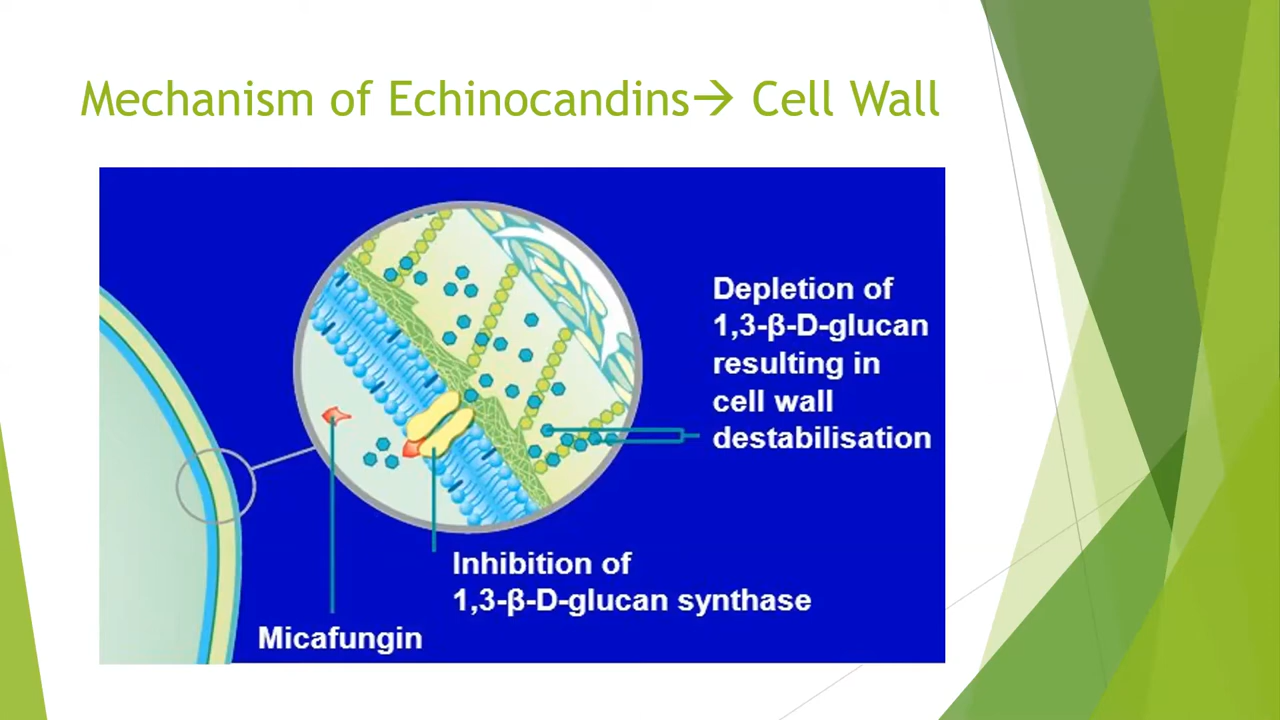 Mechanism of Echinocandins→ Cell Wall
Depletion of
1,3-β-D-glucan
resulting in
cell wall
destabilisation
Inhibition of
1,3-β-D-glucan synthase
Micafungin